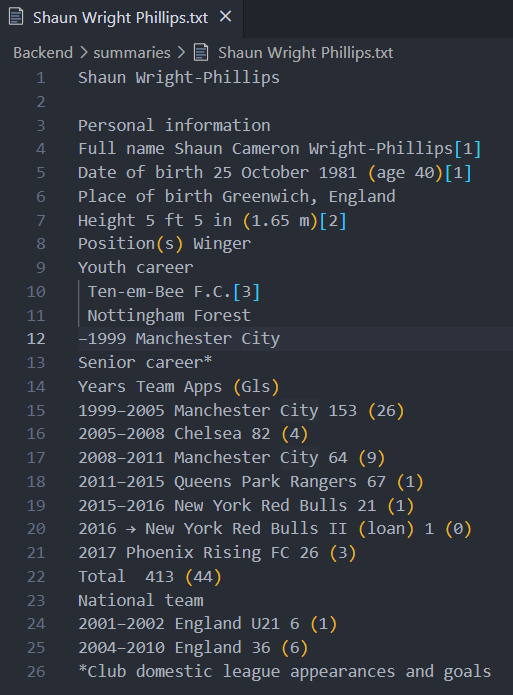 Shaun Wright Phillips.txt ×
Backend > summaries > Shaun Wright Phillips.txt
1 Shaun Wright-Phillips
2
3 Personal information
4 Full name Shaun Cameron Wright-Phillips[1]
5 Date of birth 25 October 1981 (age 40)[1]
6 Place of birth Greenwich, England
7 Height 5 ft 5 in (1.65 m)[2]
8 Position(s) Winger
9 Youth career
10 Ten-em-Bee F.C.[3]
11 Nottingham Forest
12 –1999 Manchester City
13 Senior career*
14 Years Team Apps (Gls)
15 1999–2005 Manchester City 153 (26)
16 2005–2008 Chelsea 82 (4)
17 2008–2011 Manchester City 64 (9)
18 2011–2015 Queens Park Rangers 67 (1)
19 2015–2016 New York Red Bulls 21 (1)
20 2016 → New York Red Bulls II (loan) 1 (0)
21 2017 Phoenix Rising FC 26 (3)
22 Total  413 (44)
23 National team
24 2001–2002 England U21 6 (1)
25 2004–2010 England 36 (6)
26 *Club domestic league appearances and goals